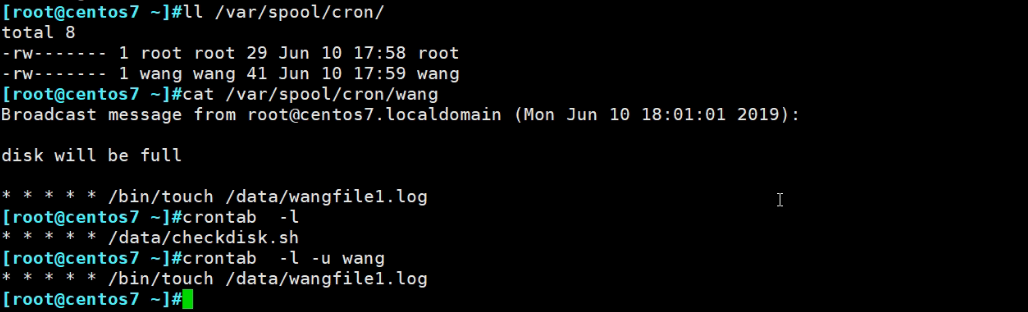 [root@centos7 ~]#ll /var/spool/cron/
total 8
-rw------- 1 root root 29 Jun 10 17:58 root
-rw------- 1 wang wang 41 Jun 10 17:59 wang
[root@centos7 ~]#cat /var/spool/cron/wang
Broadcast message from root@centos7.localdomain (Mon Jun 10 18:01:01 2019):
disk will be full
* * * * * /bin/touch /data/wangfile1.log
[root@centos7 ~]#crontab  -l
* * * * * /data/checkdisk.sh
[root@centos7 ~]#crontab  -l -u wang
* * * * * /bin/touch /data/wangfile1.log
[root@centos7 ~]#